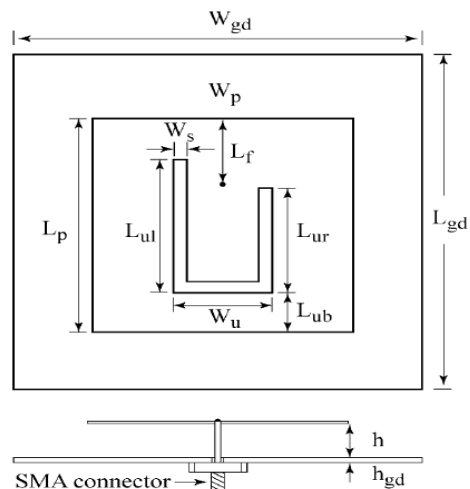 W_gd
W_p
W_s
L_f
L_p
L_ul
L_ur
L_gd
W_u
L_ub
h
SMA connector
h_gd